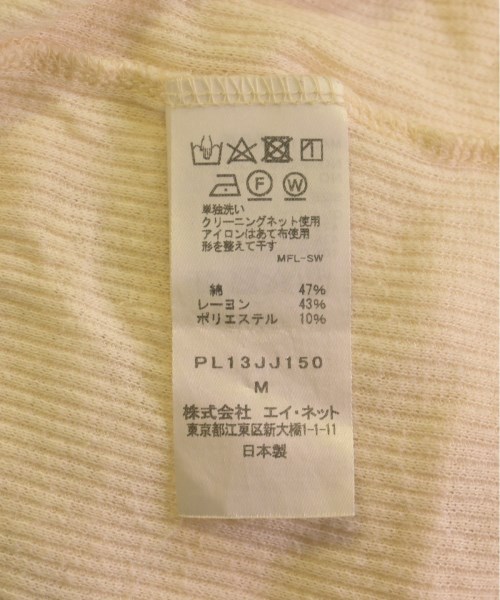 F W
単独洗い
クリーニングネット使用
アイロンはあて布使用
形を整えて干す
MFL-SW
綿 47%
レーヨン 43%
ポリエステル 10%
PL13JJ150
M
株式会社 エイ・ネット
東京都江東区新大橋1-1-11
日本製